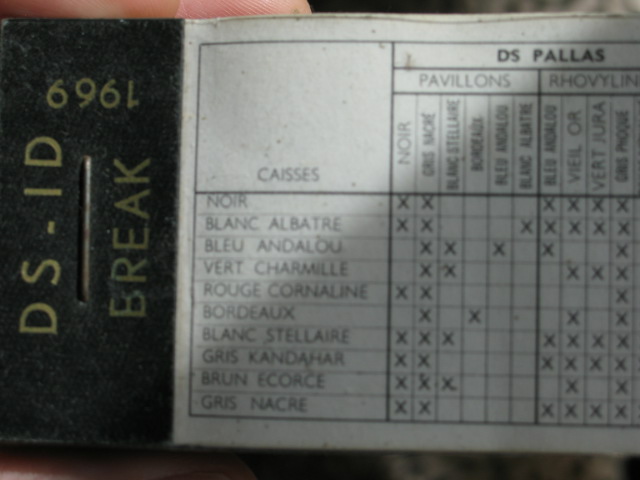 1969
DS-ID
BREAK
DS PALLAS
PAVILLONS RHOVYLIN
CAISSES NOIR GRIS NACRÉ BLANC STELLAIRE BORDEAUX BLEU ANDALOU BLANC ALBATRE BLEU ANDALOU VIEIL OR VERT JURA GRIS PHOQUE
NOIR X X X X X X
BLANC ALBATRE X X X X X X X
BLEU ANDALOU X X X X X
VERT CHARMILLE X X X X X
ROUGE CORNALINE X X X
BORDEAUX X X X X
BLANC STELLAIRE X X X X X X X
GRIS KANDAHAR X X X X X X
BRUN ECORCE X X X X X
GRIS NACRE X X X X X X